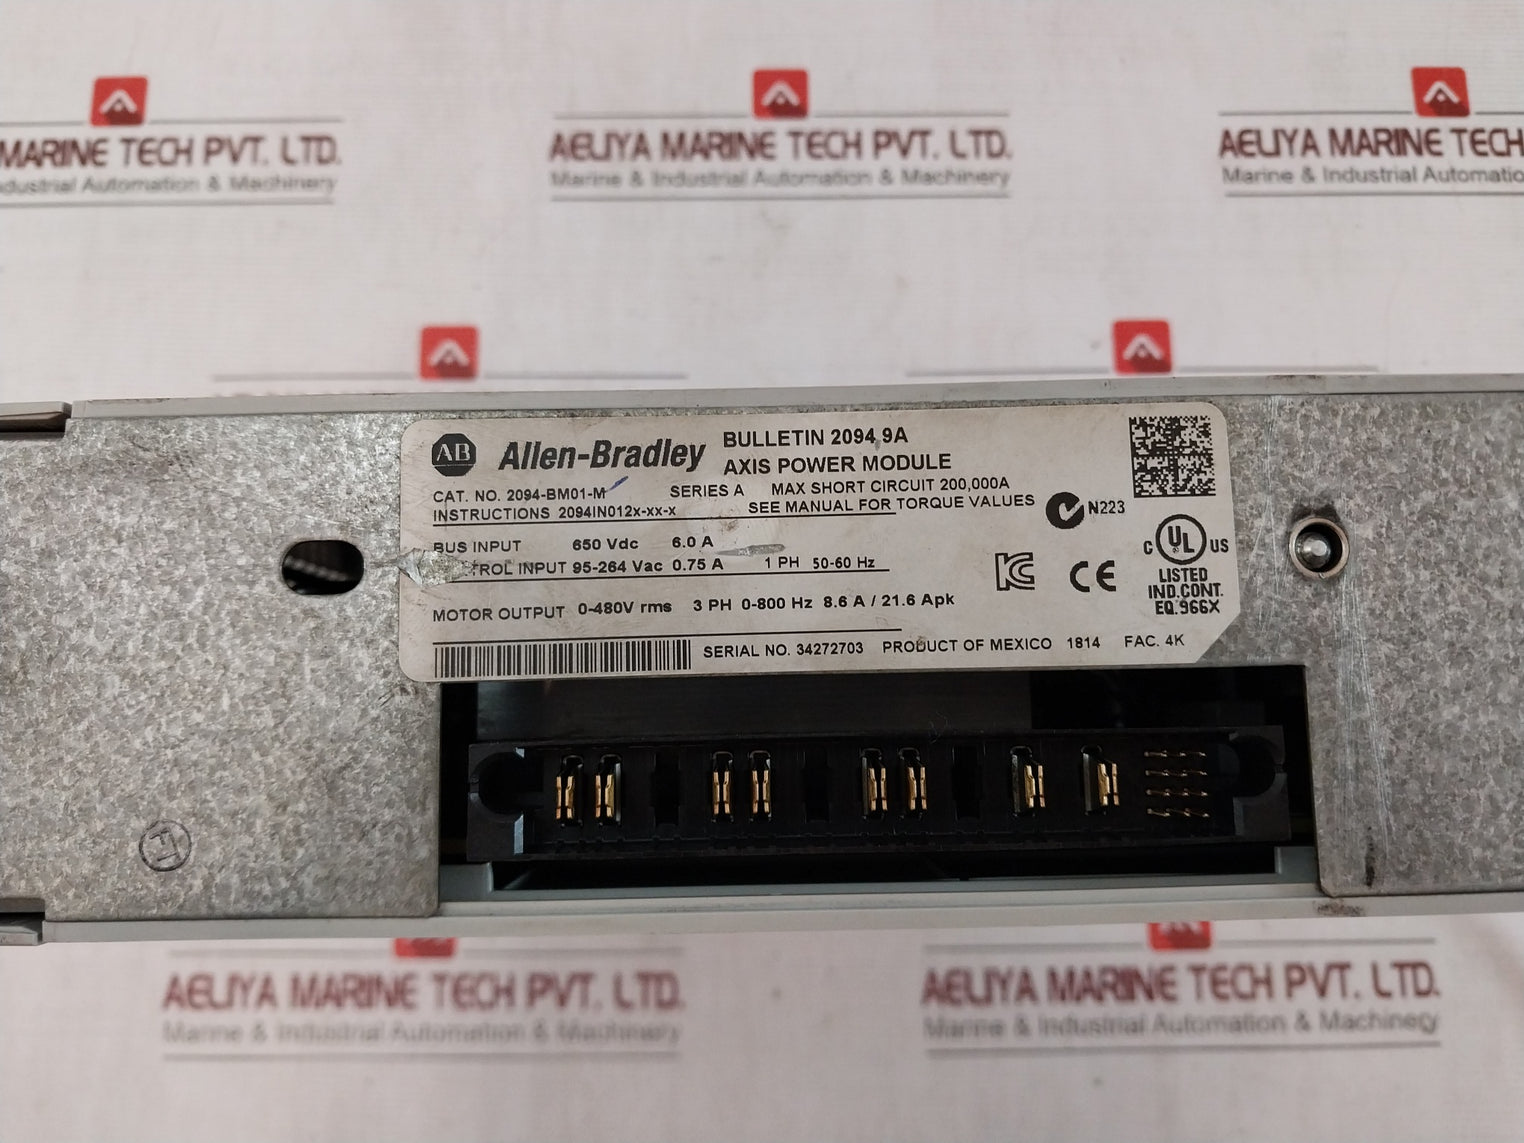 MARINE TECH PVT. LTD.
Industrial Automation & Machinery
AELIYA MARINE TECH PVT. LTD.
Marine & Industrial Automation & Machinery
AELIYA MARINE TECH
Marine & Industrial Automatio
AB Allen-Bradley
BULLETIN 2094 9A
AXIS POWER MODULE
CAT. NO. 2094-BM01-M SERIES A MAX SHORT CIRCUIT 200,000A
INSTRUCTIONS 2094IN012x-xx-x SEE MANUAL FOR TORQUE VALUES
N223
BUS INPUT 650 Vdc 6.0 A
TROL INPUT 95-264 Vac 0.75 A 1 PH 50-60 Hz
MOTOR OUTPUT 0-480V rms 3 PH 0-800 Hz 8.6 A / 21.6 Apk
KC CE
C UL US
LISTED
IND.CONT.
EQ.966X
SERIAL NO. 34272703 PRODUCT OF MEXICO 1814 FAC. 4K
AELIYA MARINE TECH PVT. LTD.
Marine & Industrial Automation & Machinery
AELIYA MARINE TECH PVT. LTD.
Marine & Industrial Automation & Machinery